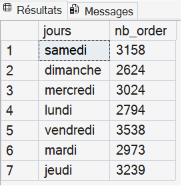 Résultats Messages
jours nb_order
1 samedi 3158
2 dimanche 2624
3 mercredi 3024
4 lundi 2794
5 vendredi 3538
6 mardi 2973
7 jeudi 3239